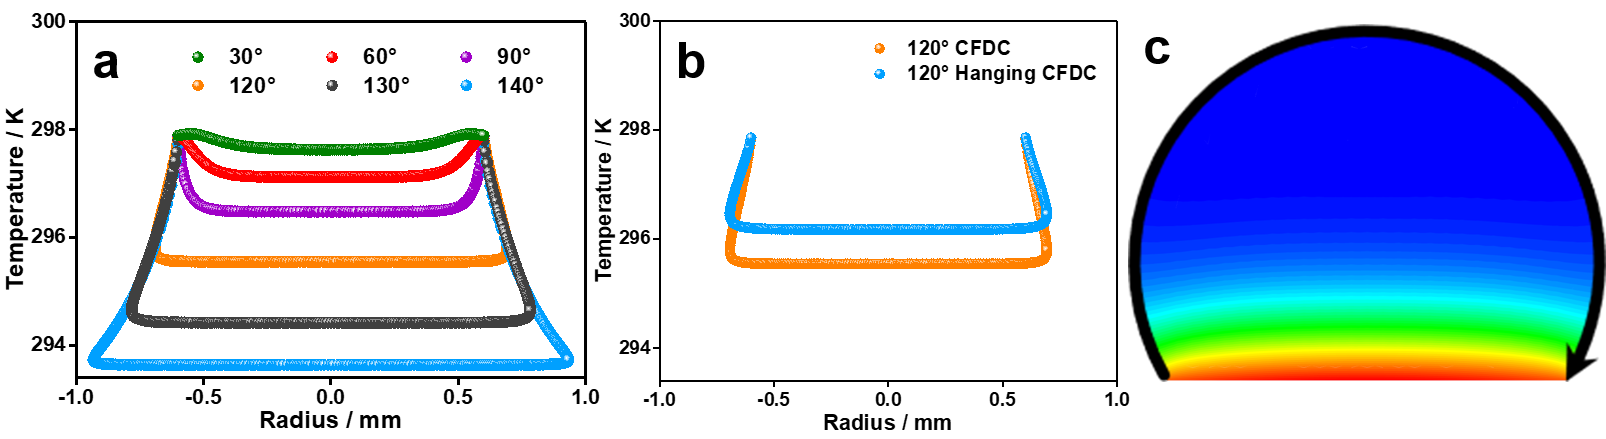 a
30° 60° 90°
120° 130° 140°
Temperature / K
300
298
296
294
-1.0 -0.5 0.0 0.5 1.0
Radius / mm
b
120° CFDC
120° Hanging CFDC
Temperature / K
300
298
296
294
-1.0 -0.5 0.0 0.5 1.0
Radius / mm
c